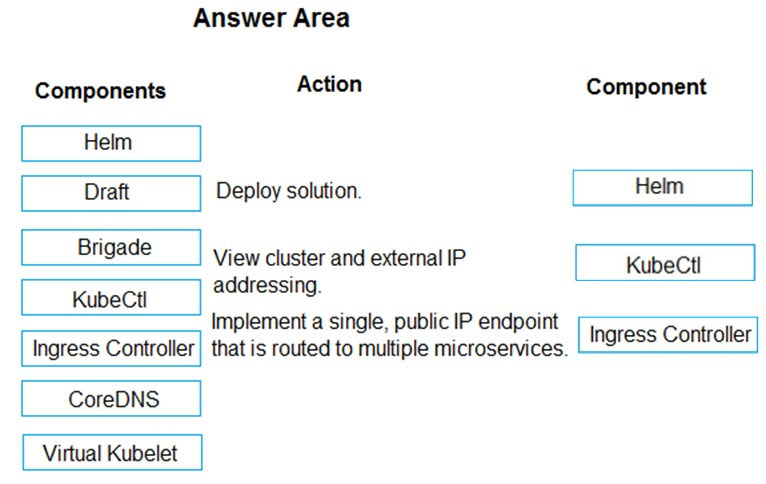 Answer Area
Components
Action
Component
Helm
Draft
Deploy solution.
Helm
Brigade
View cluster and external IP
addressing.
KubeCtl
KubeCtl
Implement a single, public IP endpoint
that is routed to multiple microservices.
Ingress Controller
Ingress Controller
CoreDNS
Virtual Kubelet